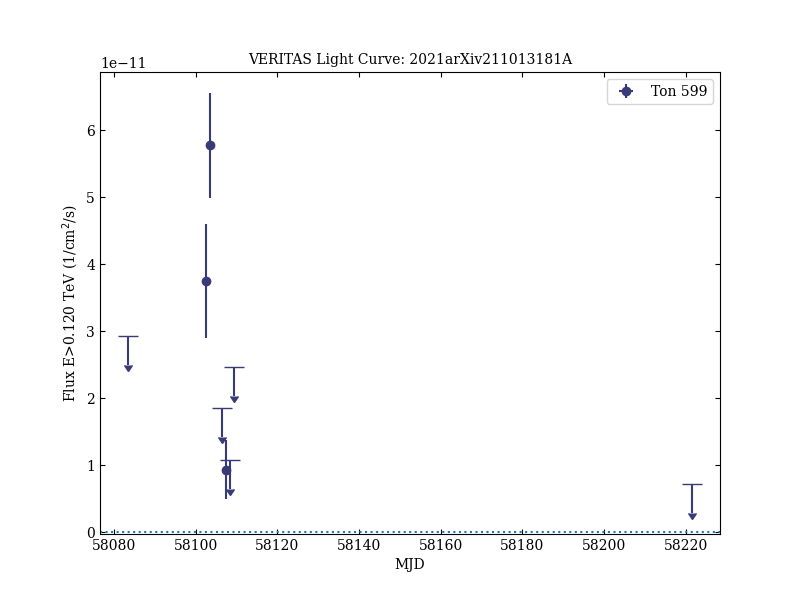 VERITAS Light Curve: 2021arXiv211013181A
1e−11
Ton 599
6
5
4
3
2
1
0
Flux E>0.120 TeV (1/cm²/s)
58080 58100 58120 58140 58160 58180 58200 58220
MJD